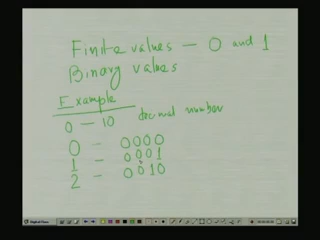 Finite values — 0 and 1
Binary values
Example
0 — 10 decimal number
0 — 0000
1 — 0001
2 — 0010